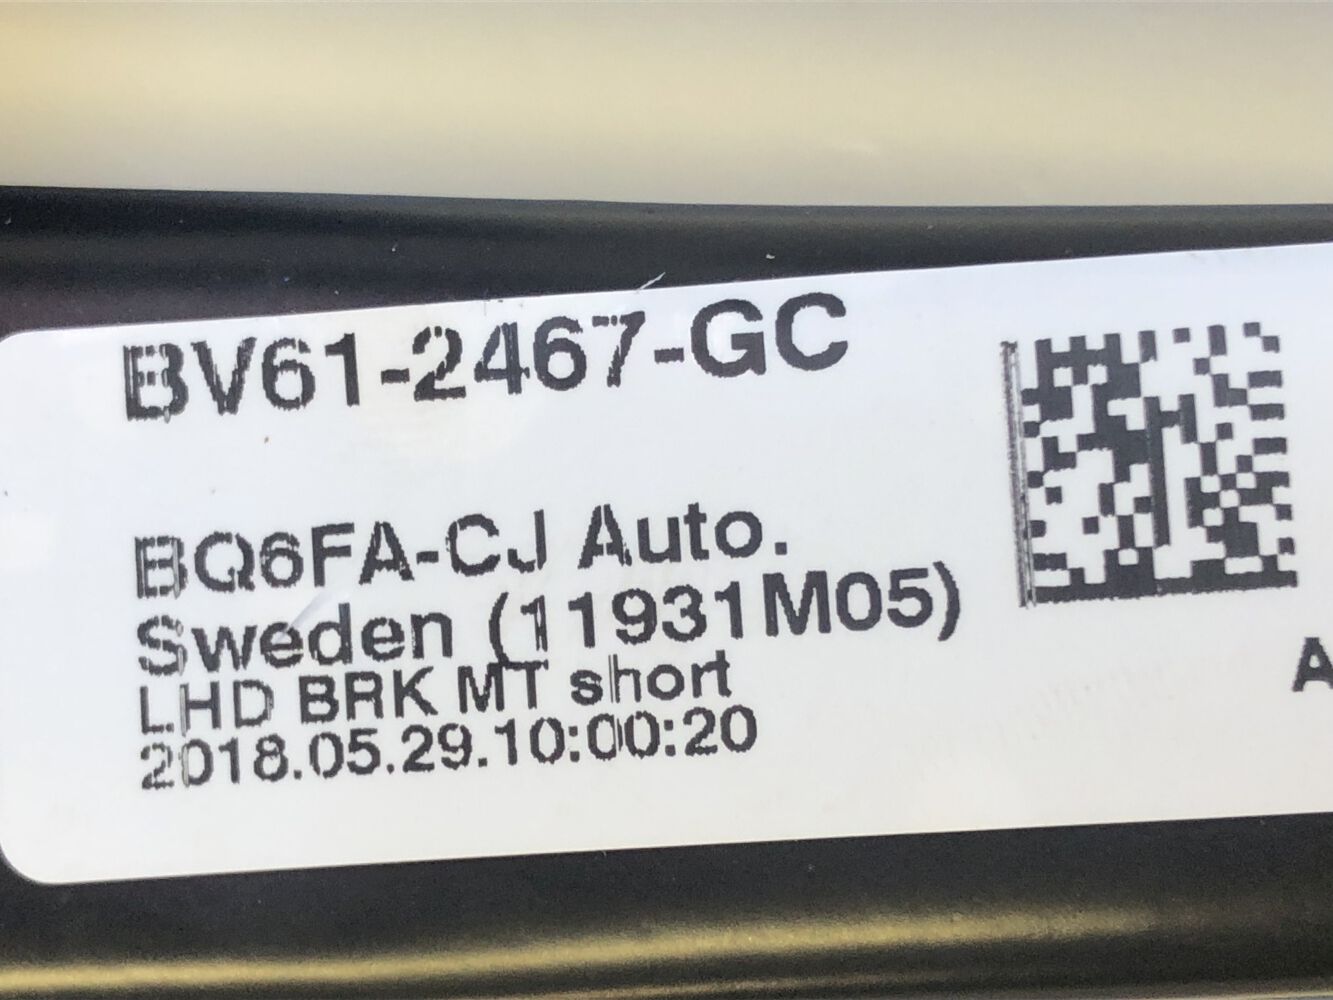 BV61-2467-GC
BQ6FA-CJ Auto.
Sweden (11931M05)
LHD BRK MT short
2018.05.29.10:00:20
A